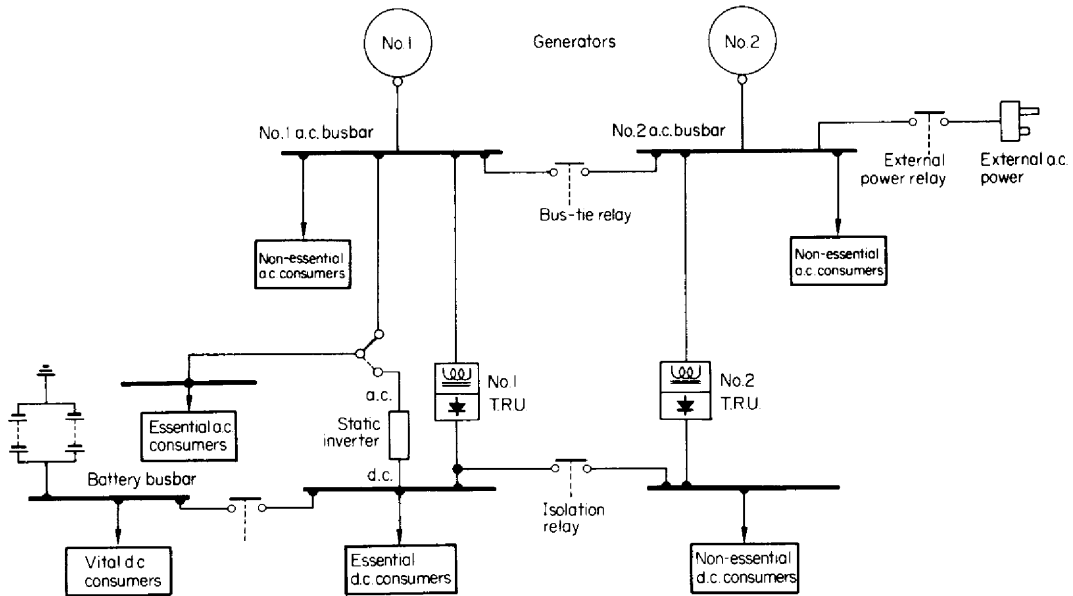 No.1
Generators
No.2
No.1 a.c. busbar
No.2 a.c. busbar
External
power relay
External a.c.
power
Bus-tie relay
Non-essential
a.c. consumers
Non-essential
a.c. consumers
No.1
T.R.U
No.2
T.R.U.
a.c.
Static
inverter
d.c.
Essential a.c
consumers
Battery busbar
Isolation
relay
Vital d.c
consumers
Essential
d.c. consumers
Non-essential
d.c. consumers